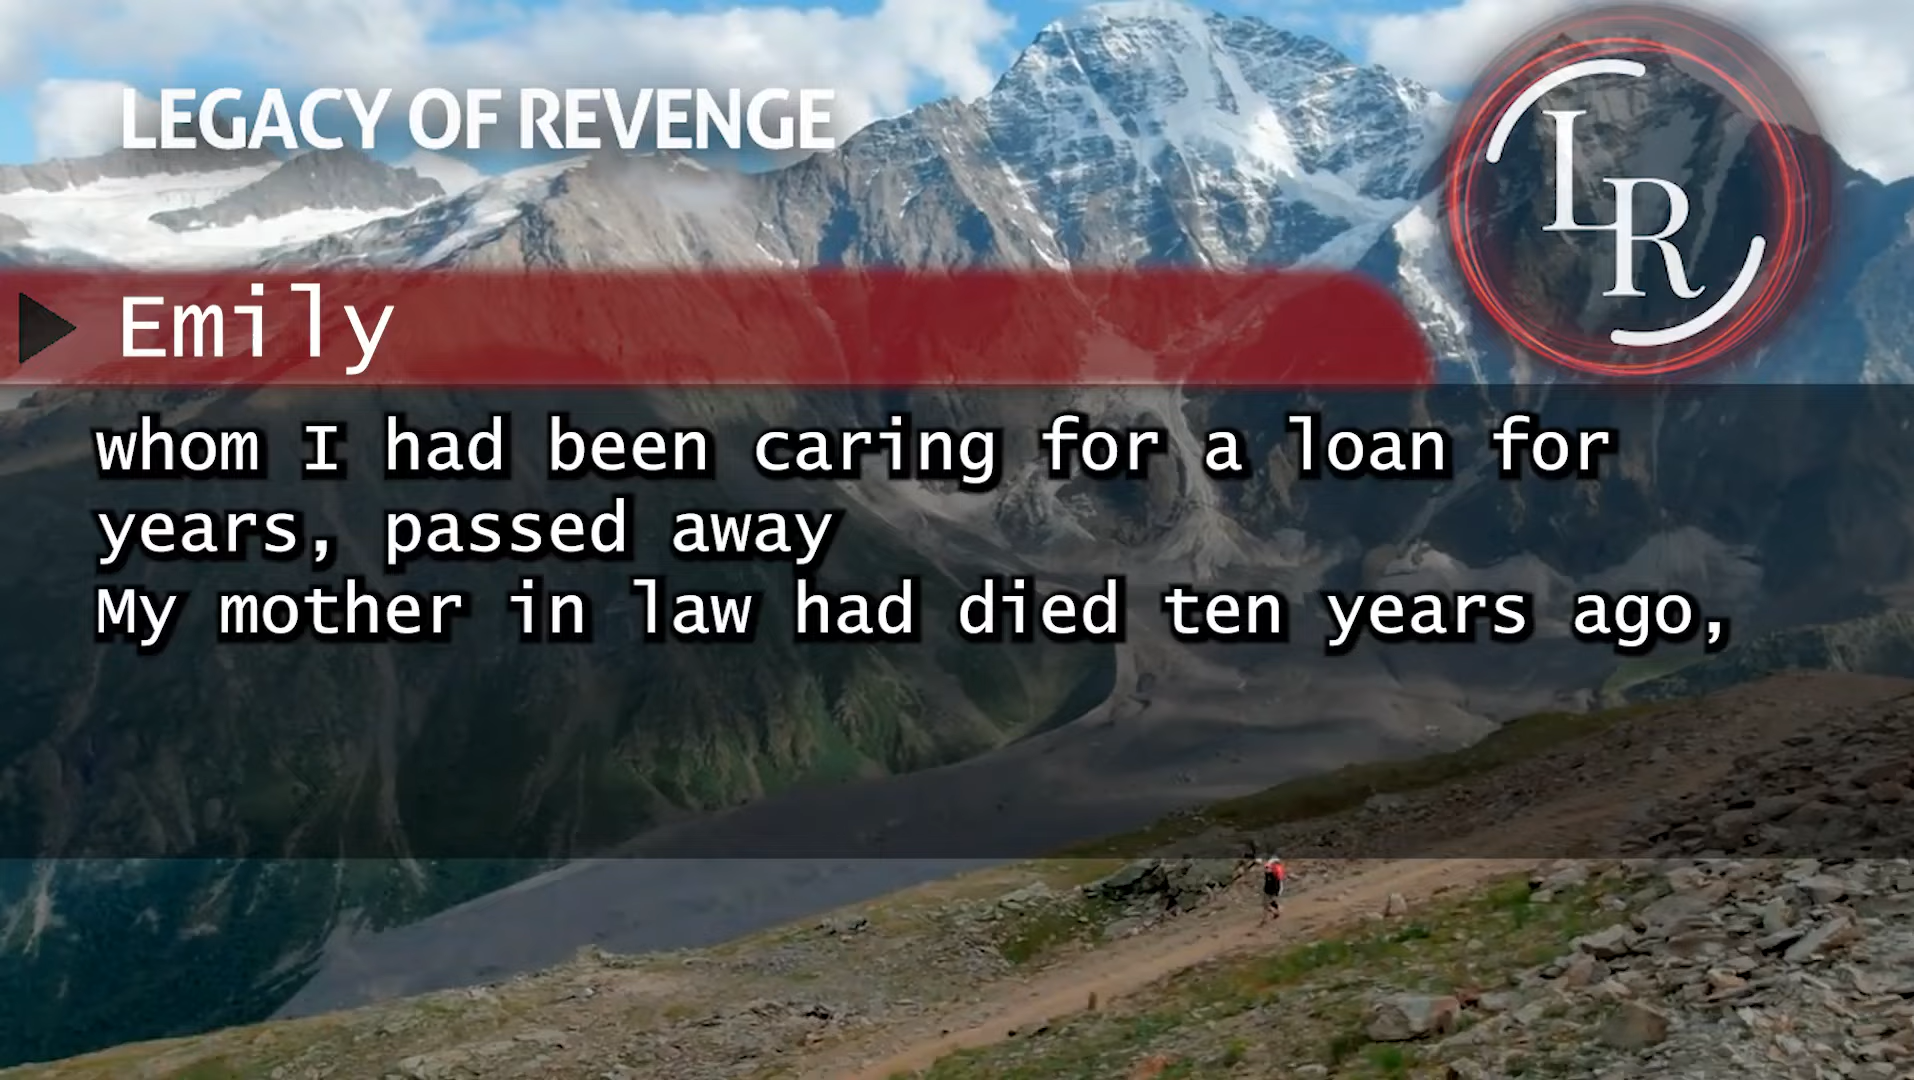 LEGACY OF REVENGE
LR
Emily
whom I had been caring for a loan for
years, passed away
My mother in law had died ten years ago,